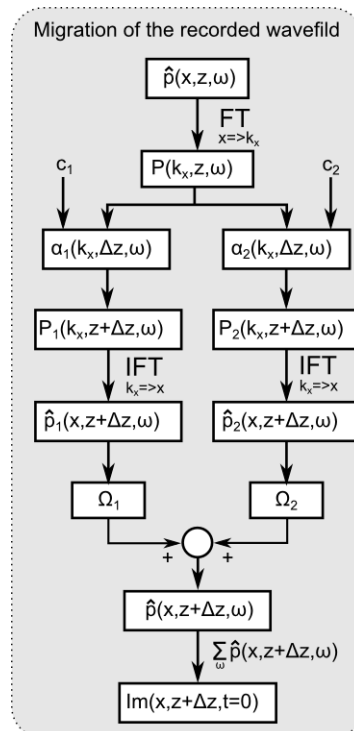 Migration of the recorded wavefild
p̂(x,z,ω)
FT
x=>kₓ
P(kₓ,z,ω)
c₁
c₂
α₁(kₓ,Δz,ω)
α₂(kₓ,Δz,ω)
P₁(kₓ,z+Δz,ω)
P₂(kₓ,z+Δz,ω)
IFT
kₓ=>x
IFT
kₓ=>x
p̂₁(x,z+Δz,ω)
p̂₂(x,z+Δz,ω)
Ω₁
Ω₂
+
+
p̂(x,z+Δz,ω)
∑ p̂(x,z+Δz,ω)
ω
Im(x,z+Δz,t=0)